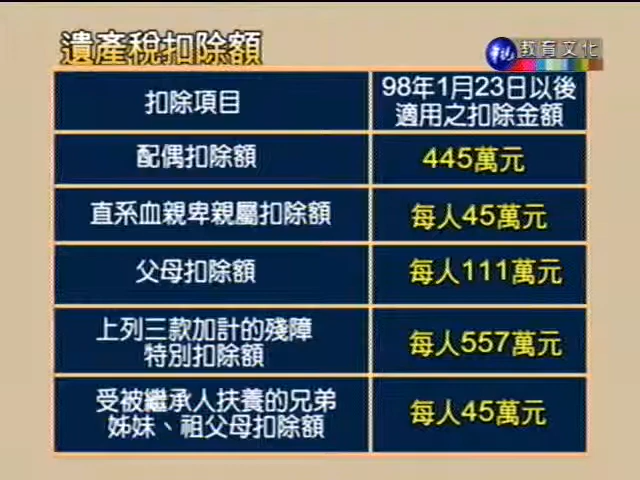 遺產稅扣除額
華視 教育文化
扣除項目
98年1月23日以後
適用之扣除金額
配偶扣除額
445萬元
直系血親卑親屬扣除額
每人45萬元
父母扣除額
每人111萬元
上列三款加計的殘障
特別扣除額
每人557萬元
受被繼承人扶養的兄弟
姊妹、祖父母扣除額
每人45萬元